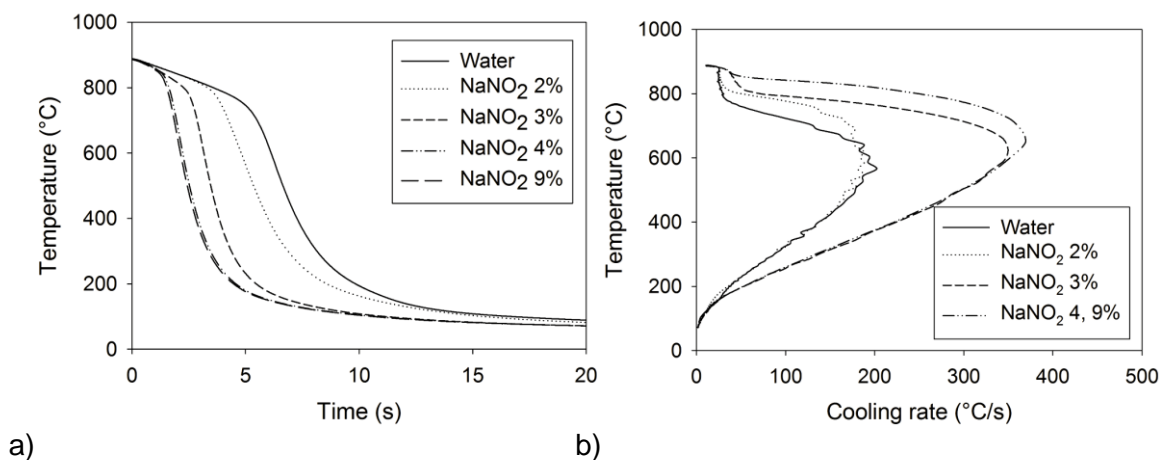 1000
800
600
400
200
0
Temperature (°C)
0 5 10 15 20
Time (s)
Water
NaNO2 2%
NaNO2 3%
NaNO2 4%
NaNO2 9%
a)
1000
800
600
400
200
0
Temperature (°C)
0 100 200 300 400 500
Cooling rate (°C/s)
Water
NaNO2 2%
NaNO2 3%
NaNO2 4, 9%
b)